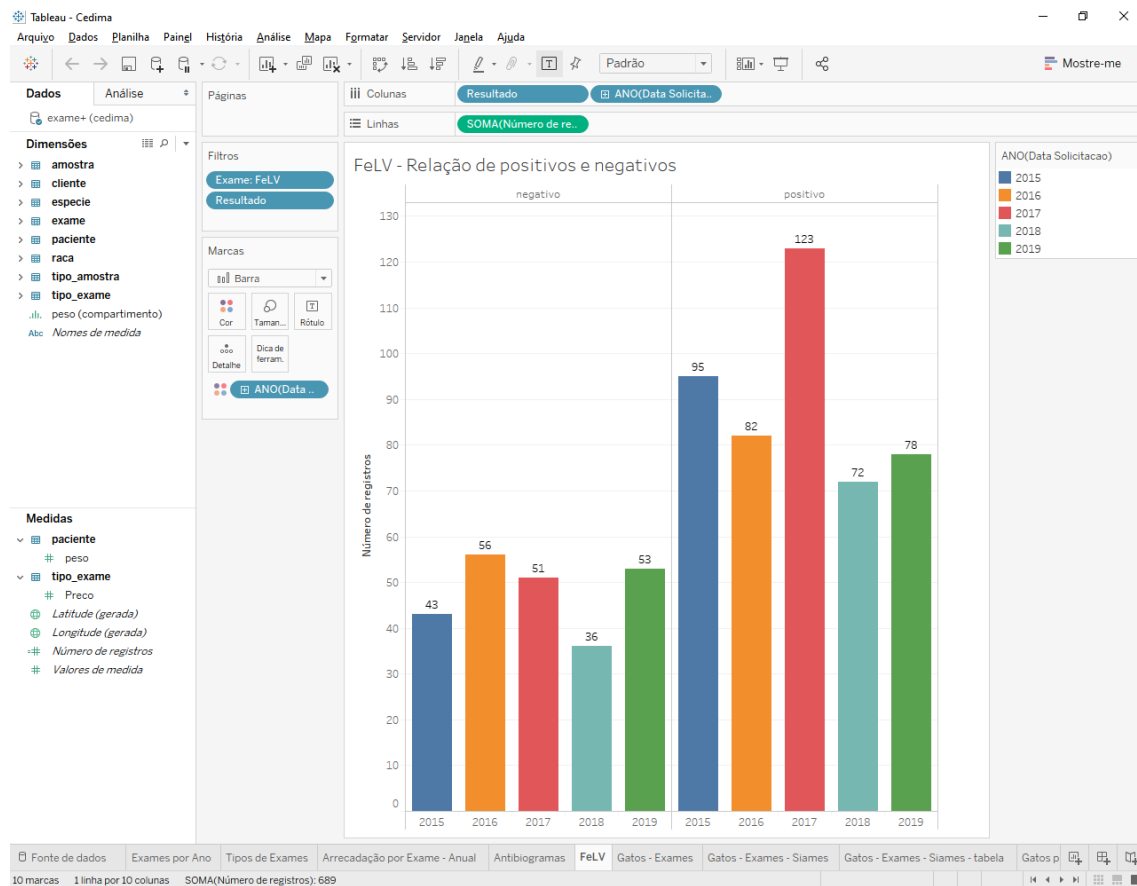 Tableau - Cedima
Arquivo Dados Planilha Painel História Análise Mapa Formatar Servidor Janela Ajuda
Padrão
Mostre-me
Dados Análise
exame+ (cedima)
Dimensões
amostra
cliente
especie
exame
paciente
raca
tipo_amostra
tipo_exame
peso (compartimento)
Abc Nomes de medida
Medidas
paciente
# peso
tipo_exame
# Preco
Latitude (gerada)
Longitude (gerada)
=# Número de registros
# Valores de medida
Páginas
Filtros
Exame: FeLV
Resultado
Marcas
Barra
Cor Taman... Rótulo
Detalhe Dica de ferram.
ANO(Data ..
Colunas Resultado ANO(Data Solicita..
Linhas SOMA(Número de re..
FeLV - Relação de positivos e negativos
negativo positivo
Número de registros
130
120
110
100
90
80
70
60
50
40
30
20
10
0
43 56 51 36 53 95 82 123 72 78
2015 2016 2017 2018 2019 2015 2016 2017 2018 2019
ANO(Data Solicitacao)
2015
2016
2017
2018
2019
Fonte de dados Exames por Ano Tipos de Exames Arrecadação por Exame - Anual Antibiogramas FeLV Gatos - Exames Gatos - Exames - Siames Gatos - Exames - Siames - tabela Gatos p
10 marcas 1 linha por 10 colunas SOMA(Número de registros): 689